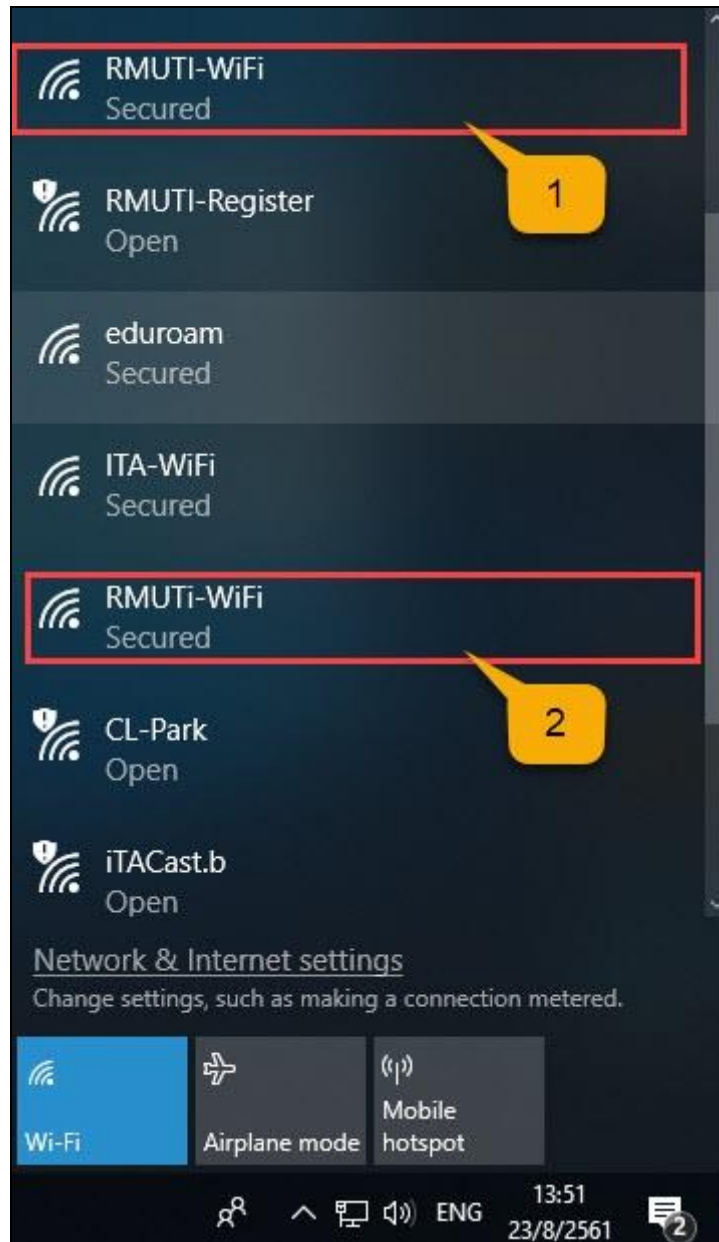 RMUTI-WiFi
Secured
1
RMUTI-Register
Open
eduroam
Secured
ITA-WiFi
Secured
RMUTi-WiFi
Secured
2
CL-Park
Open
iTACast.b
Open
Network & Internet settings
Change settings, such as making a connection metered.
Wi-Fi
Airplane mode
Mobile
hotspot
ENG
13:51
23/8/2561
2